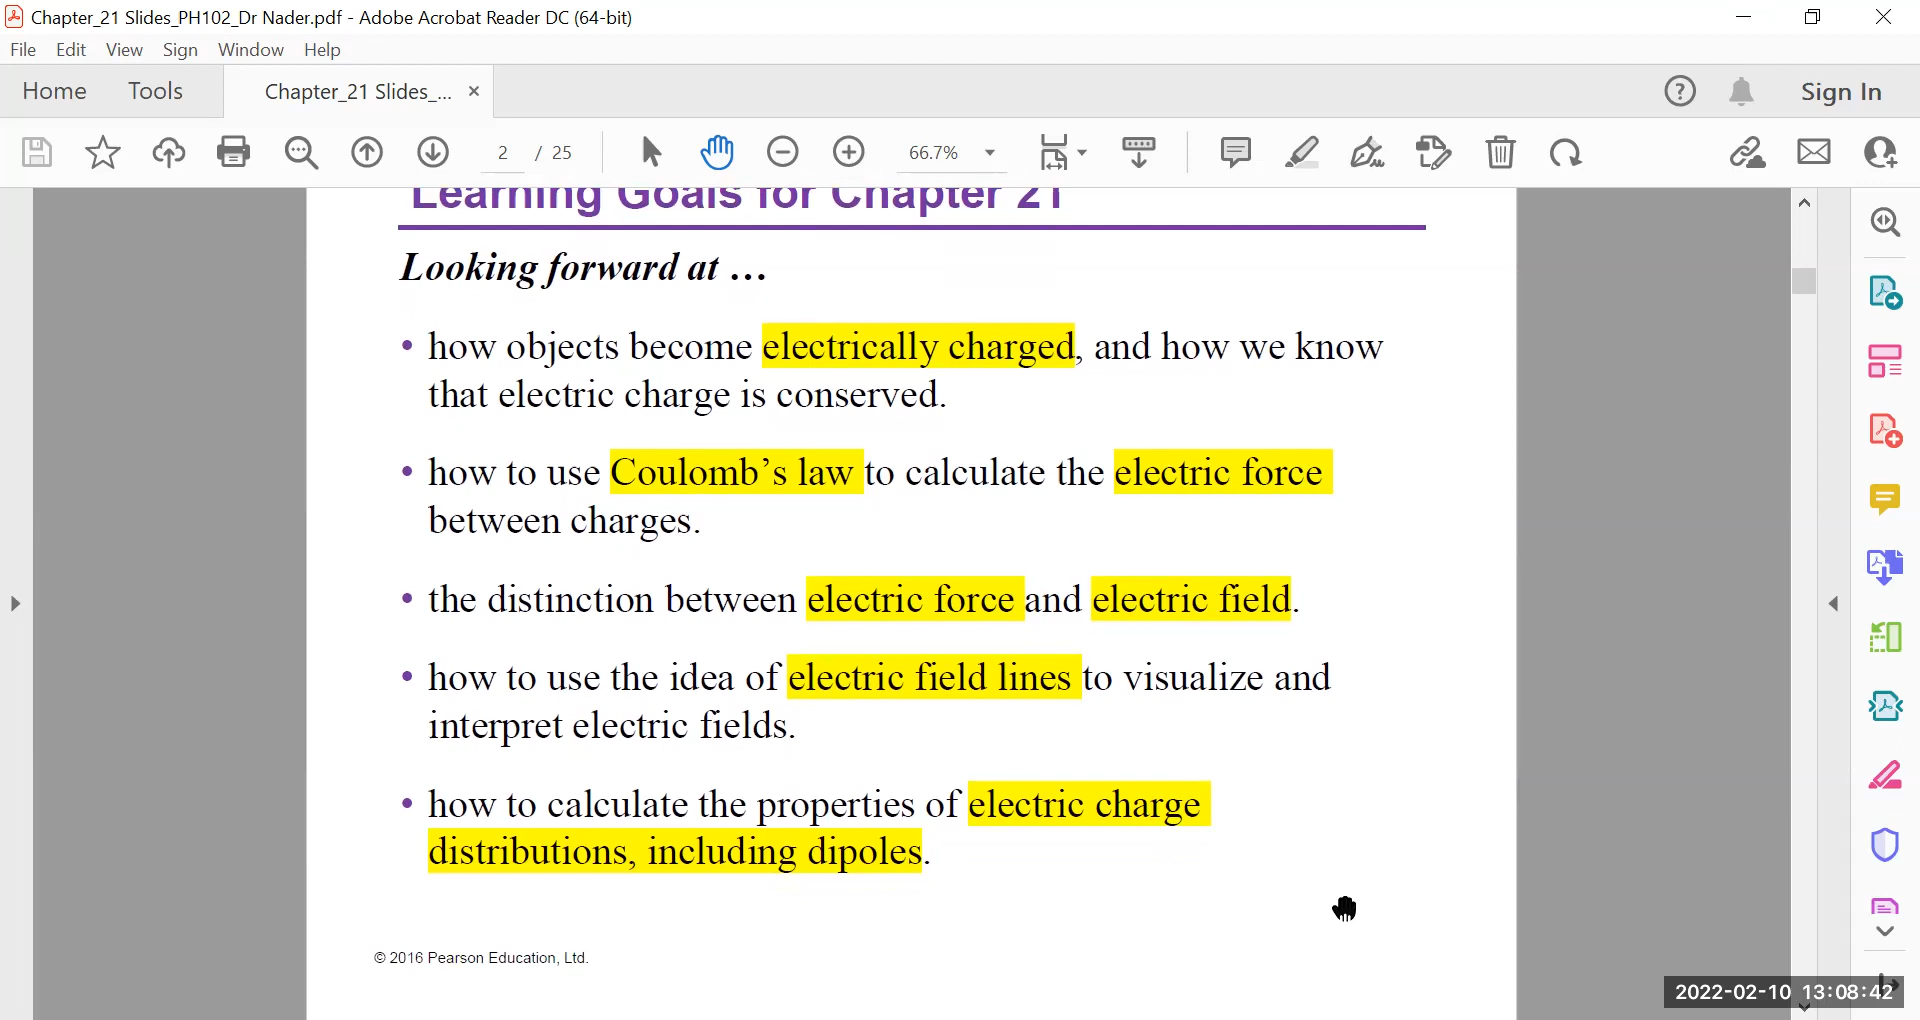 Chapter_21 Slides_PH102_Dr Nader.pdf - Adobe Acrobat Reader DC (64-bit)
File Edit View Sign Window Help
Home Tools Chapter_21 Slides_... × Sign In
2 / 25 66.7%
Learning Goals for Chapter 21
Looking forward at …
• how objects become electrically charged, and how we know
that electric charge is conserved.
• how to use Coulomb’s law to calculate the electric force
between charges.
• the distinction between electric force and electric field.
• how to use the idea of electric field lines to visualize and
interpret electric fields.
• how to calculate the properties of electric charge
distributions, including dipoles.
© 2016 Pearson Education, Ltd.
2022-02-10 13:08:42